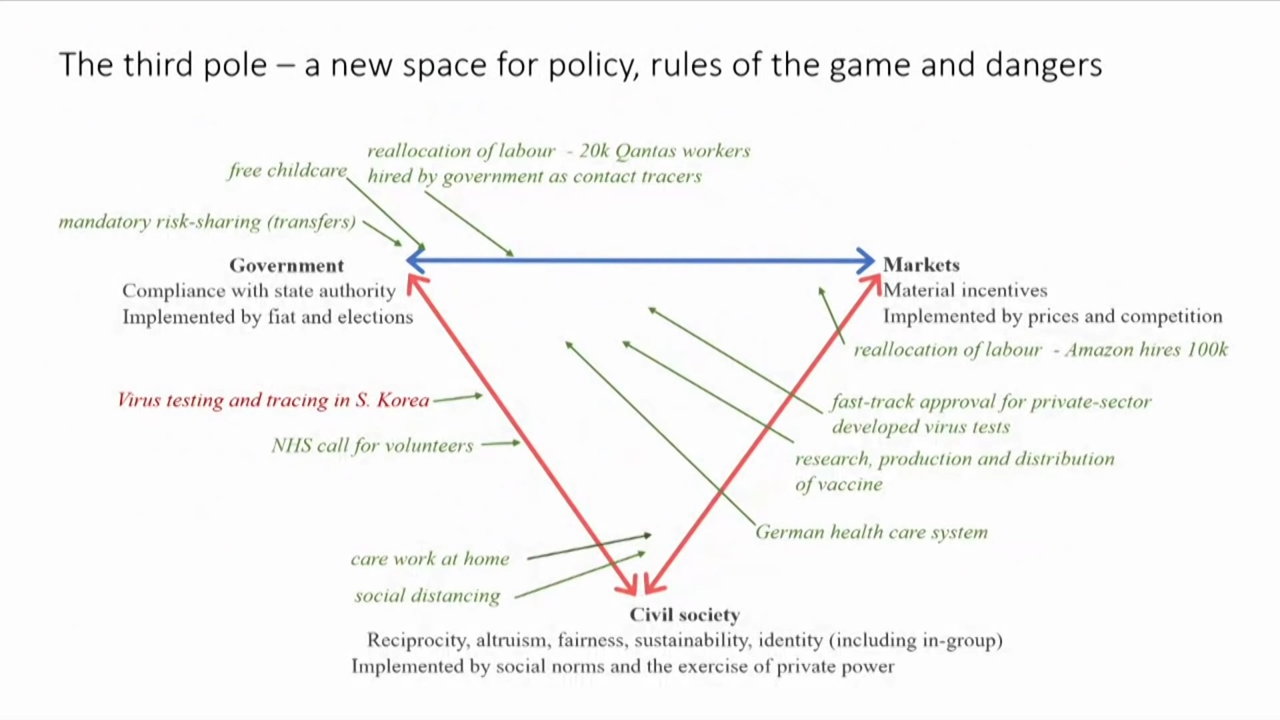 The third pole – a new space for policy, rules of the game and dangers
reallocation of labour - 20k Qantas workers
hired by government as contact tracers
free childcare
mandatory risk-sharing (transfers)
Government
Compliance with state authority
Implemented by fiat and elections
Markets
Material incentives
Implemented by prices and competition
reallocation of labour - Amazon hires 100k
Virus testing and tracing in S. Korea
NHS call for volunteers
fast-track approval for private-sector
developed virus tests
research, production and distribution
of vaccine
German health care system
care work at home
social distancing
Civil society
Reciprocity, altruism, fairness, sustainability, identity (including in-group)
Implemented by social norms and the exercise of private power